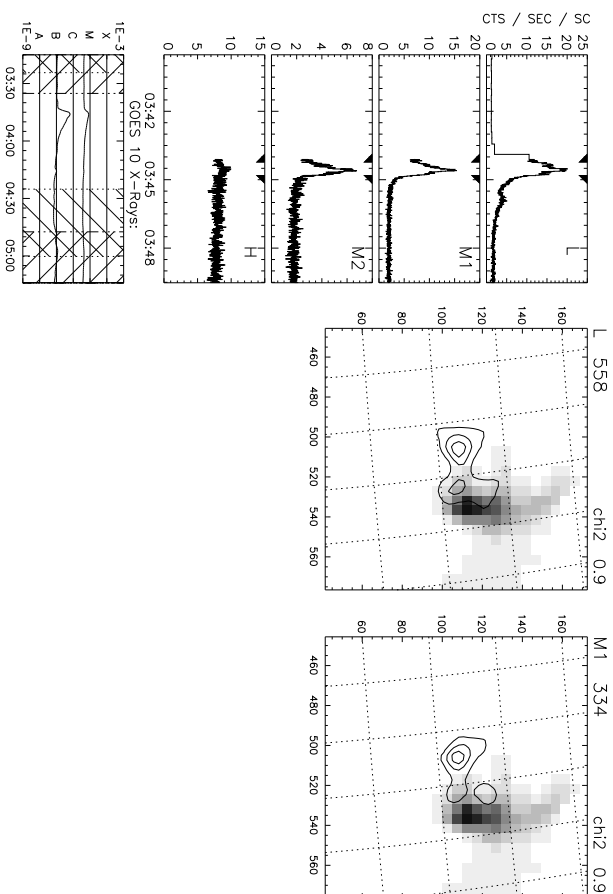 CTS / SEC / SC
L
25
20
15
10
5
0
M1
20
15
10
5
0
M2
8
6
4
2
0
H
15
10
5
0
03:42 03:45 03:48
GOES 10 X-Rays:
1E-3
X
M
C
B
A
1E-9
03:30 04:00 04:30 05:00
L 558 chi2 0.9
160
140
120
100
80
60
460 480 500 520 540 560
M1 334 chi2 0.9
160
140
120
100
80
60
460 480 500 520 540 560